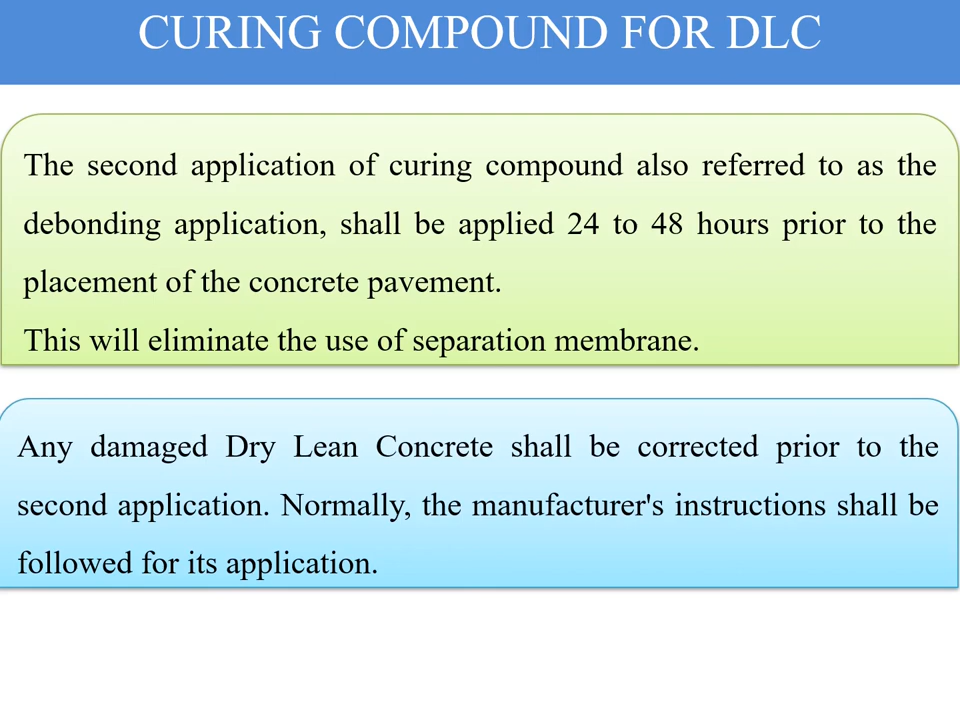 CURING COMPOUND FOR DLC
The second application of curing compound also referred to as the
debonding application, shall be applied 24 to 48 hours prior to the
placement of the concrete pavement.
This will eliminate the use of separation membrane.
Any damaged Dry Lean Concrete shall be corrected prior to the
second application. Normally, the manufacturer's instructions shall be
followed for its application.